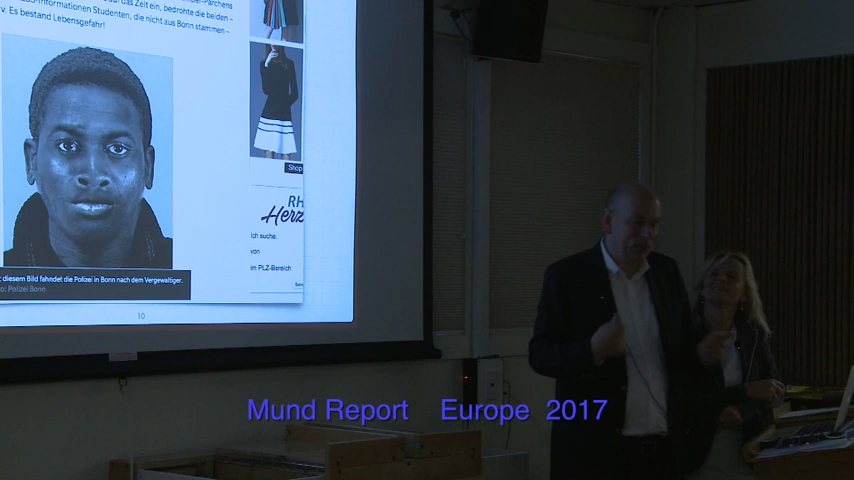 auf das Zeit ein, bedrohte die beiden –
-Informationen Studenten, die nicht aus Bonn stammen –
v. Es bestand Lebensgefahr!
Shop
RH
Herz
Ich suche:
von
im PLZ-Bereich
t diesem Bild fahndet die Polizei in Bonn nach dem Vergewaltiger.
o: Polizei Bonn
10
Mund Report Europe 2017